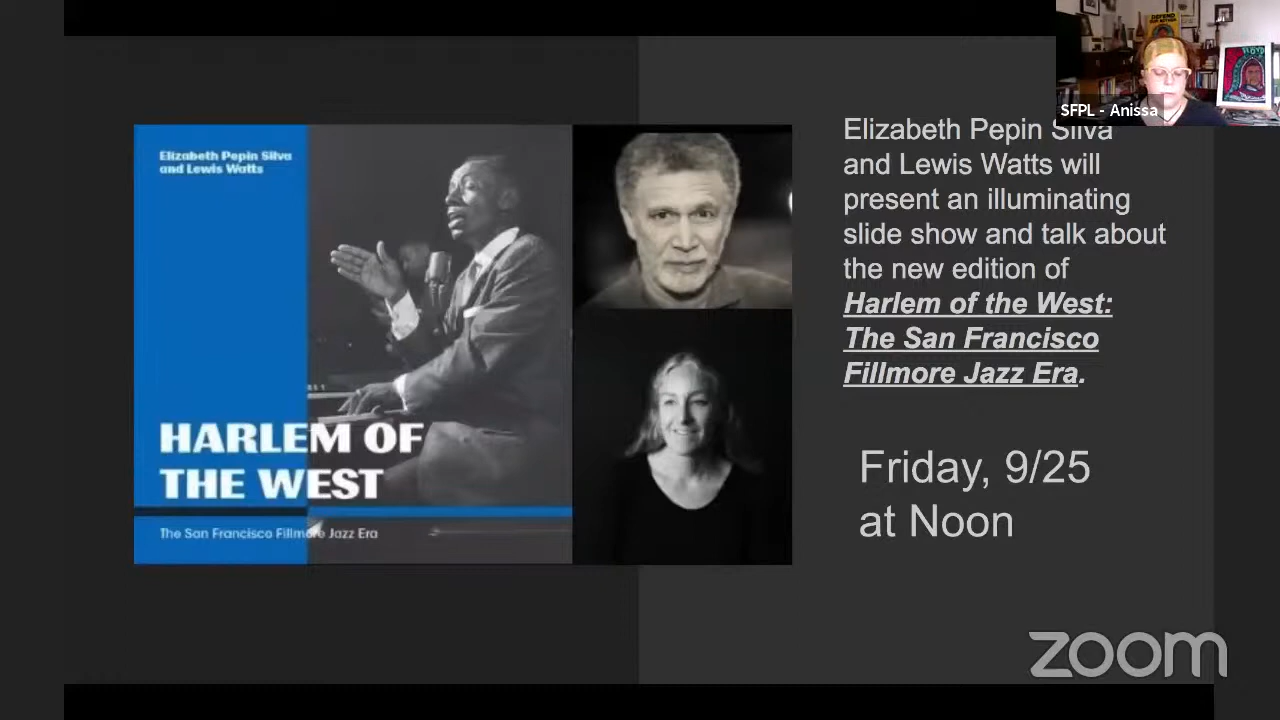 SFPL - Anissa
Elizabeth Pepin Silva
and Lewis Watts
HARLEM OF
THE WEST
The San Francisco Fillmore Jazz Era
Elizabeth Pepin Silva
and Lewis Watts will
present an illuminating
slide show and talk about
the new edition of
Harlem of the West:
The San Francisco
Fillmore Jazz Era.
Friday, 9/25
at Noon
zoom